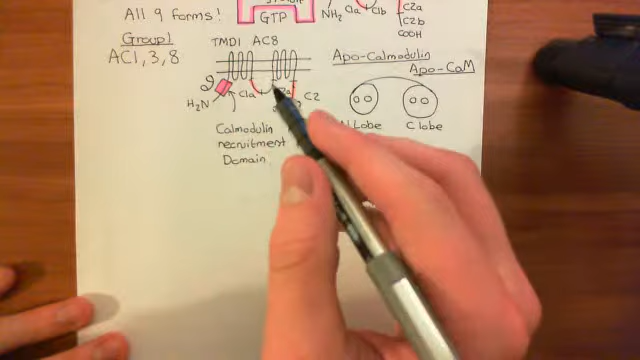 All 9 forms!
GTP
NH2
C1a
C1b
C2a
C2b
COOH
Group 1
AC1, 3, 8
TMD1 AC8
H2N
C1a
C2
Calmodulin
recruitment
Domain
Apo-Calmodulin
Apo-CaM
Lobe
C lobe